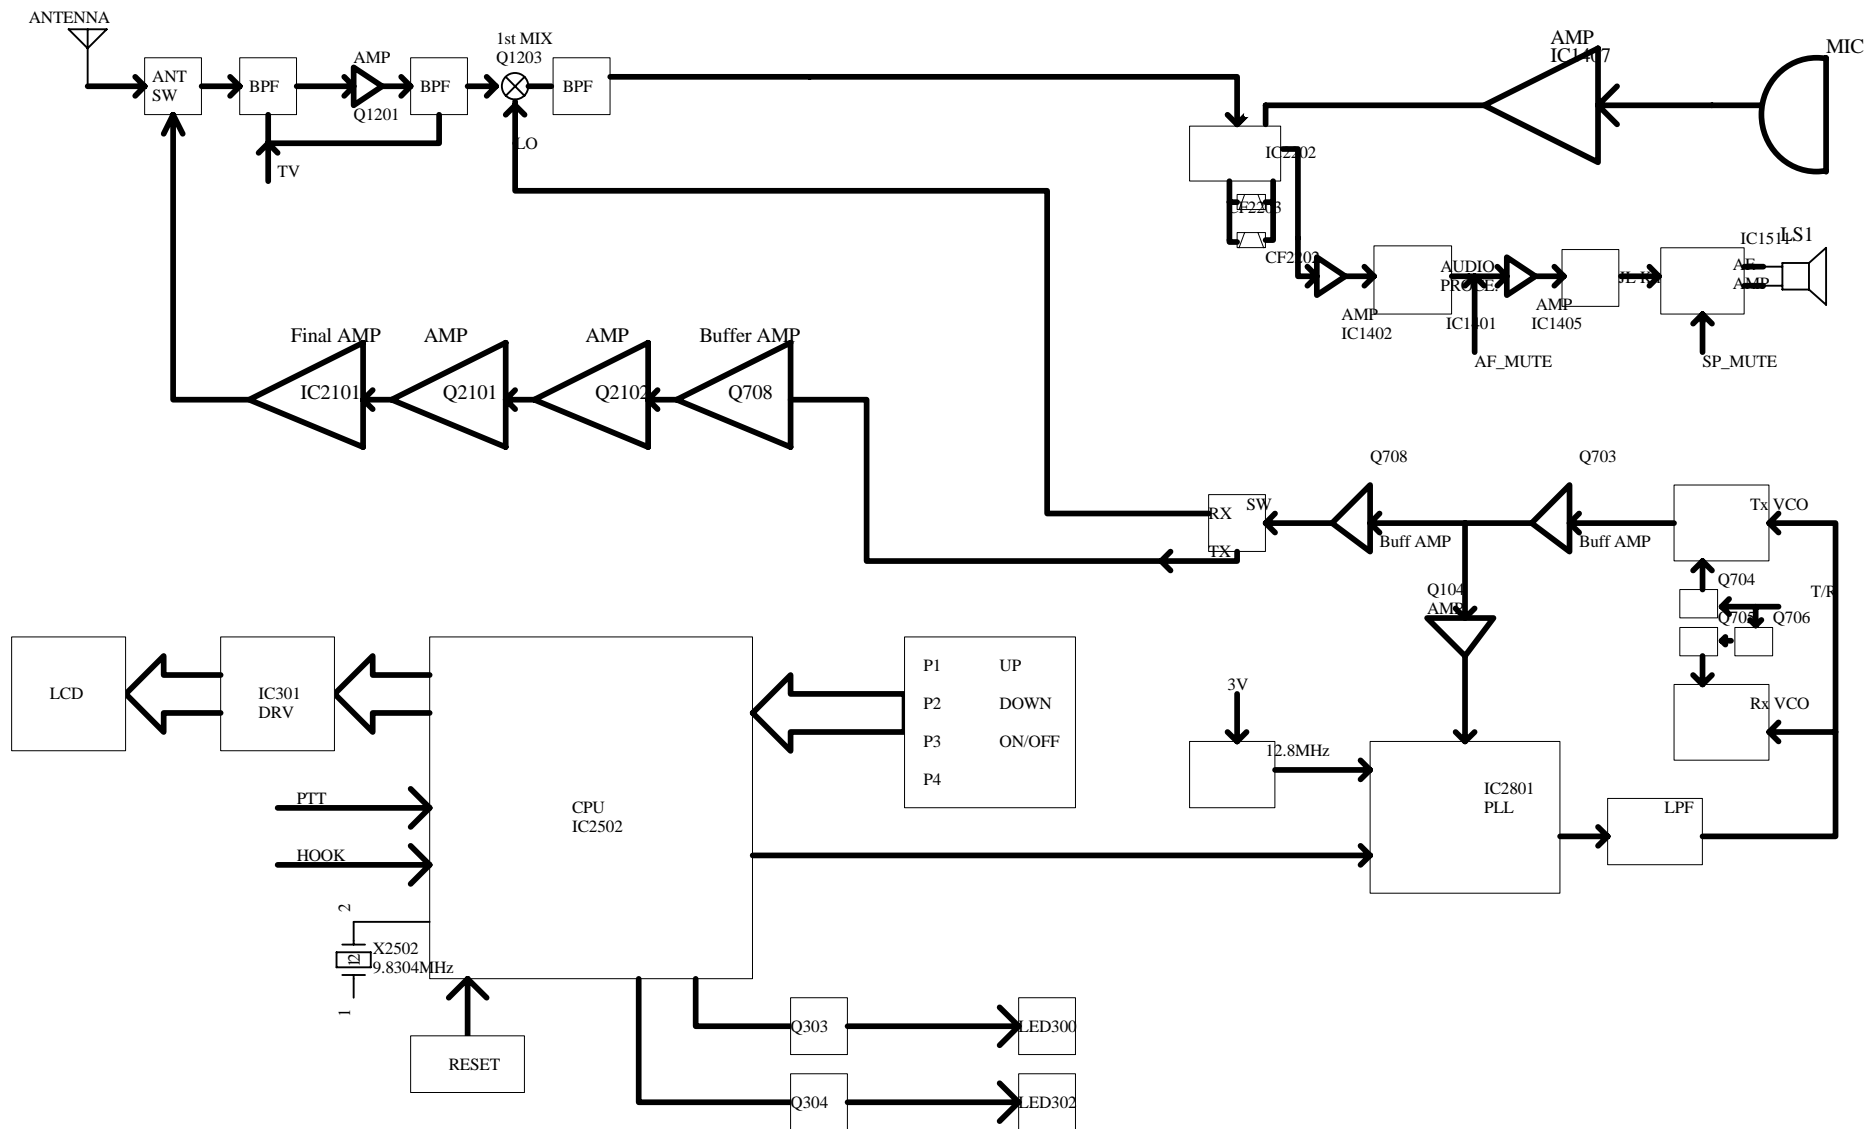 ANTENNA
ANT
SW
BPF
AMP
Q1201
BPF
1st MIX
Q1203
BPF
LO
TV
AMP
IC1407
MIC
IC2202
CF2203
CF2202
AMP
IC1402
AUDIO
IC1401
AF_MUTE
AMP
IC1405
IC1511
LS1
AF
AMP
SP_MUTE
Final AMP
IC2101
AMP
Q2101
AMP
Q2102
Buffer AMP
Q708
RX
SW
TX
Q708
Buff AMP
Q703
Buff AMP
Tx VCO
Q704
T/R
Q705
Q706
Rx VCO
Q104
AMP
3V
12.8MHz
IC2801
PLL
LPF
LCD
IC301
DRV
P1 UP
P2 DOWN
P3 ON/OFF
P4
PTT
HOOK
CPU
IC2502
2
X2502
12
9.8304MHz
1
RESET
Q303
LED300
Q304
LED302